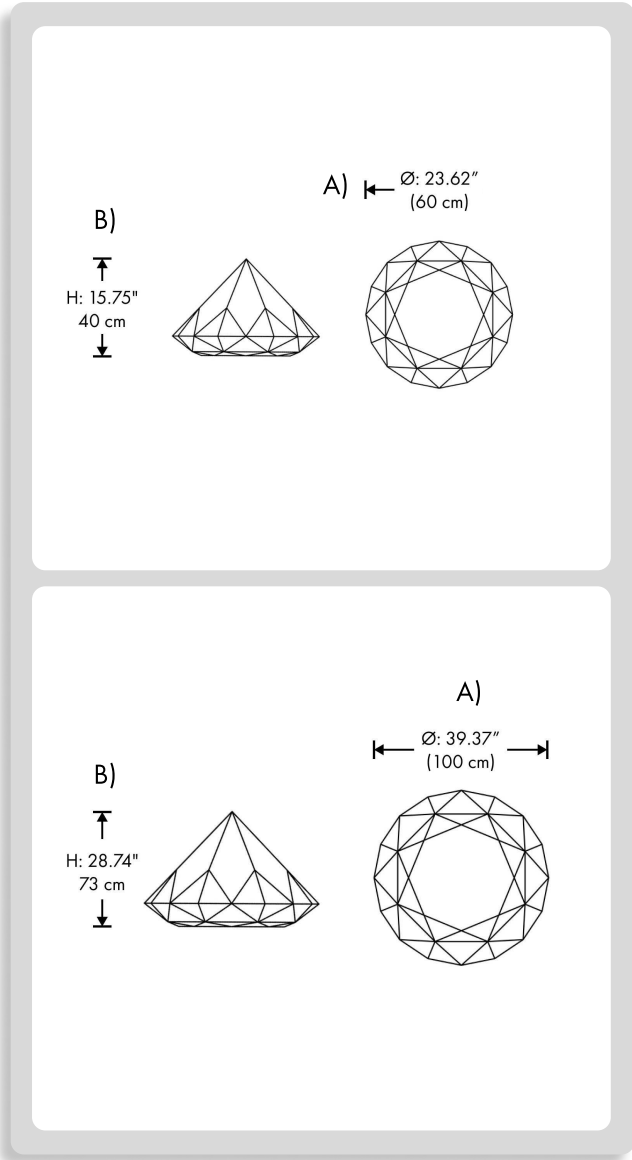 A)
Ø: 23.62”
(60 cm)
B)
H: 15.75"
40 cm
A)
Ø: 39.37”
(100 cm)
B)
H: 28.74"
73 cm